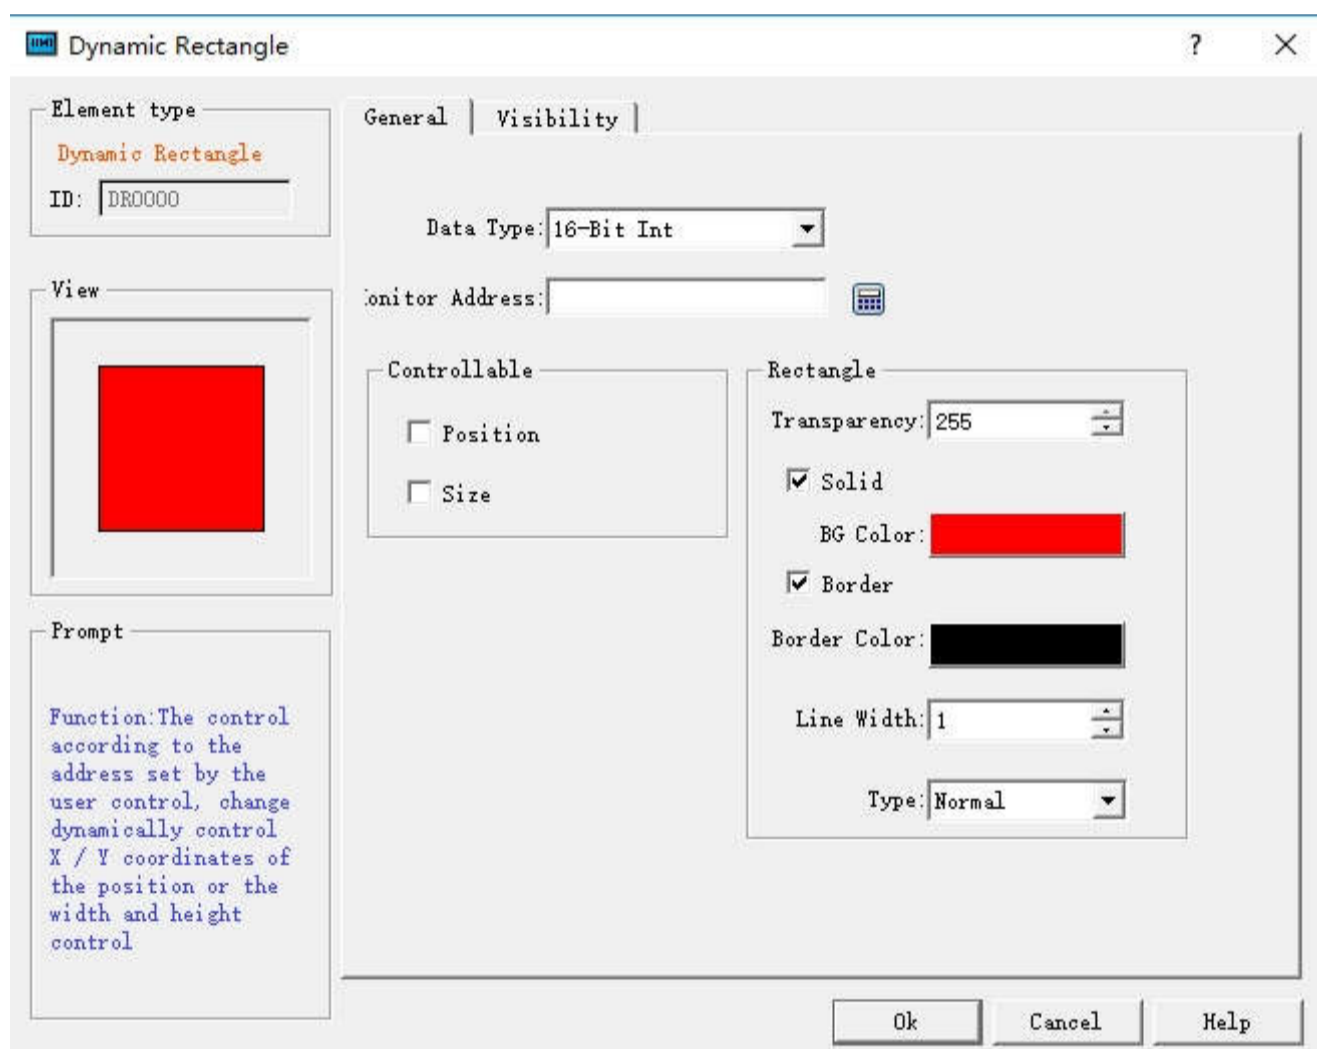 Dynamic Rectangle
?
Element type
Dynamic Rectangle
ID: DR0000
View
Prompt
Function:The control
according to the
address set by the
user control, change
dynamically control
X / Y coordinates of
the position or the
width and height
control
General
Visibility
Data Type: 16-Bit Int
onitor Address:
Controllable
Position
Size
Rectangle
Transparency: 255
Solid
BG Color:
Border
Border Color:
Line Width: 1
Type: Normal
Ok
Cancel
Help